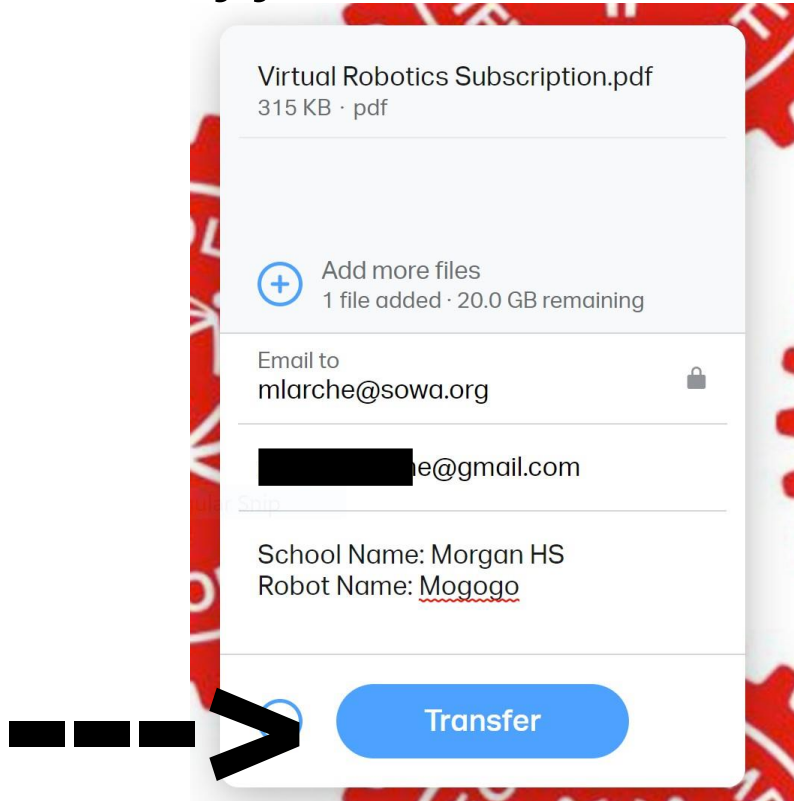 Virtual Robotics Subscription.pdf
315 KB · pdf
Add more files
1 file added · 20.0 GB remaining
Email to
mlarche@sowa.org
e@gmail.com
School Name: Morgan HS
Robot Name: Mogogo
Transfer